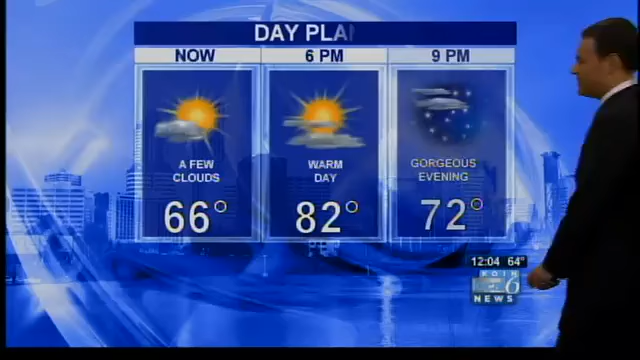 DAY PLAN
NOW
6 PM
9 PM
A FEW
CLOUDS
WARM
DAY
GORGEOUS
EVENING
66°
82°
72°
12:04 64°
KOIN
6
NEWS